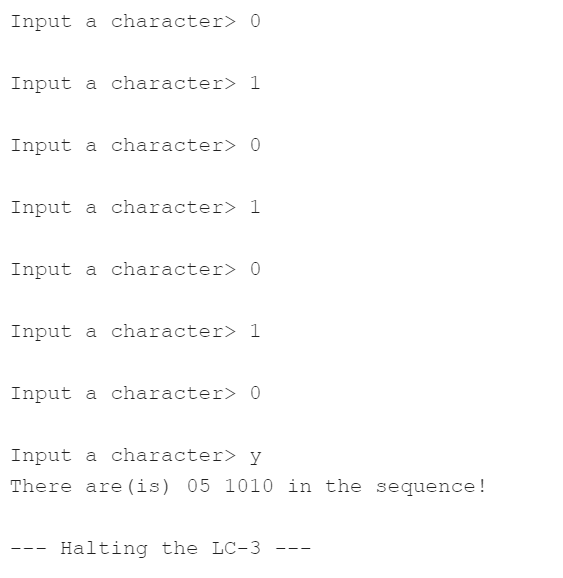 Input a character> 0
Input a character> 1
Input a character> 0
Input a character> 1
Input a character> 0
Input a character> 1
Input a character> 0
Input a character> y
There are(is) 05 1010 in the sequence!
--- Halting the LC-3 ---